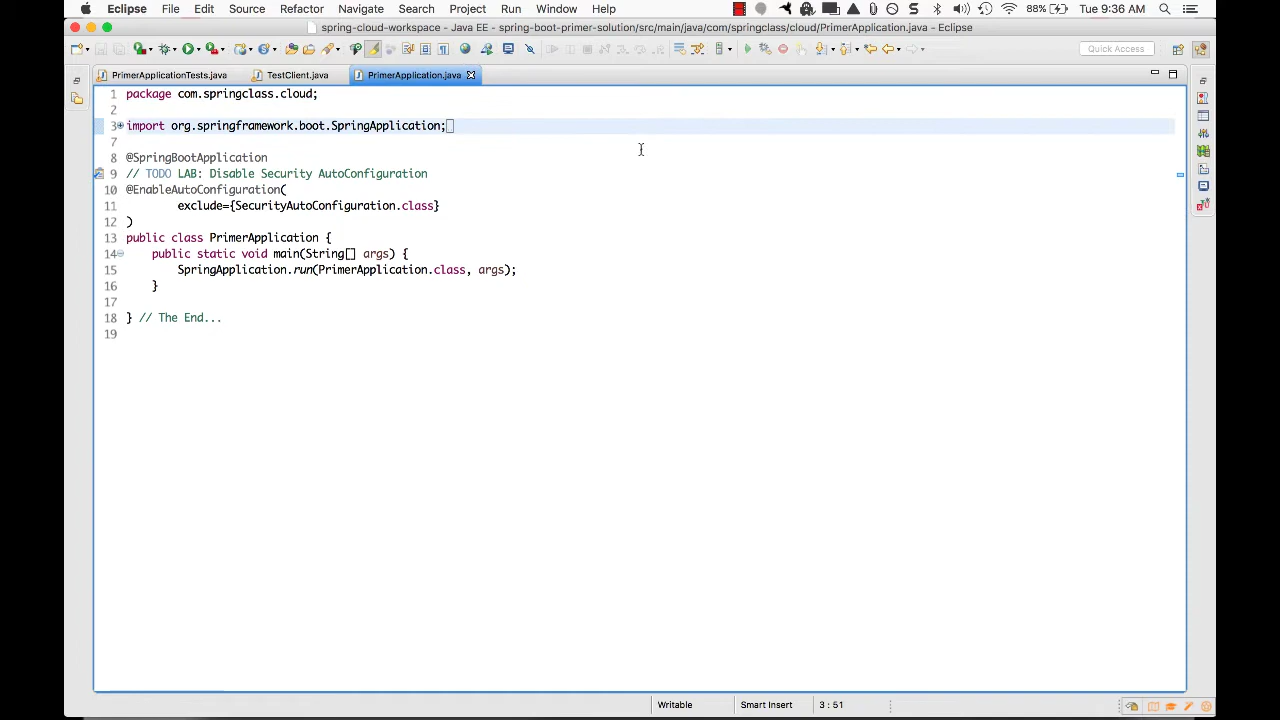 Eclipse File Edit Source Refactor Navigate Search Project Run Window Help 88% Tue 9:36 AM
spring-cloud-workspace - Java EE - spring-boot-primer-solution/src/main/java/com/springclass/cloud/PrimerApplication.java - Eclipse
Quick Access
PrimerApplicationTests.java TestClient.java PrimerApplication.java
1 package com.springclass.cloud;
2
3 import org.springframework.boot.SpringApplication;
7
8 @SpringBootApplication
9 // TODO LAB: Disable Security AutoConfiguration
10 @EnableAutoConfiguration(
11 exclude={SecurityAutoConfiguration.class}
12 )
13 public class PrimerApplication {
14 public static void main(String[] args) {
15 SpringApplication.run(PrimerApplication.class, args);
16 }
17
18 } // The End...
19
Writable Smart Insert 3 : 51